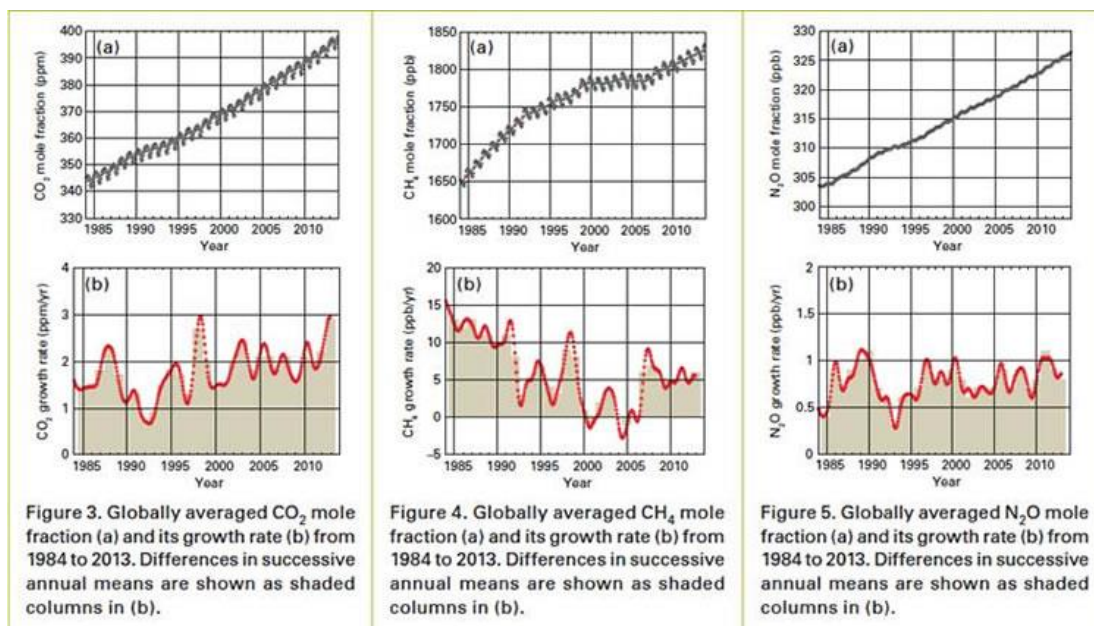 400
390
380
370
360
350
340
330
(a)
CO₂ mole fraction (ppm)
1985 1990 1995 2000 2005 2010
Year
4
3
2
1
0
(b)
CO₂ growth rate (ppm/yr)
1985 1990 1995 2000 2005 2010
Year
Figure 3. Globally averaged CO₂ mole
fraction (a) and its growth rate (b) from
1984 to 2013. Differences in successive
annual means are shown as shaded
columns in (b).
1850
1800
1750
1700
1650
1600
(a)
CH₄ mole fraction (ppb)
1985 1990 1995 2000 2005 2010
Year
20
15
10
5
0
−5
(b)
CH₄ growth rate (ppb/yr)
1985 1990 1995 2000 2005 2010
Year
Figure 4. Globally averaged CH₄ mole
fraction (a) and its growth rate (b) from
1984 to 2013. Differences in successive
annual means are shown as shaded
columns in (b).
330
325
320
315
310
305
300
(a)
N₂O mole fraction (ppb)
1985 1990 1995 2000 2005 2010
Year
2
1.5
1
0.5
0
(b)
N₂O growth rate (ppb/yr)
1985 1990 1995 2000 2005 2010
Year
Figure 5. Globally averaged N₂O mole
fraction (a) and its growth rate (b) from
1984 to 2013. Differences in successive
annual means are shown as shaded
columns in (b).